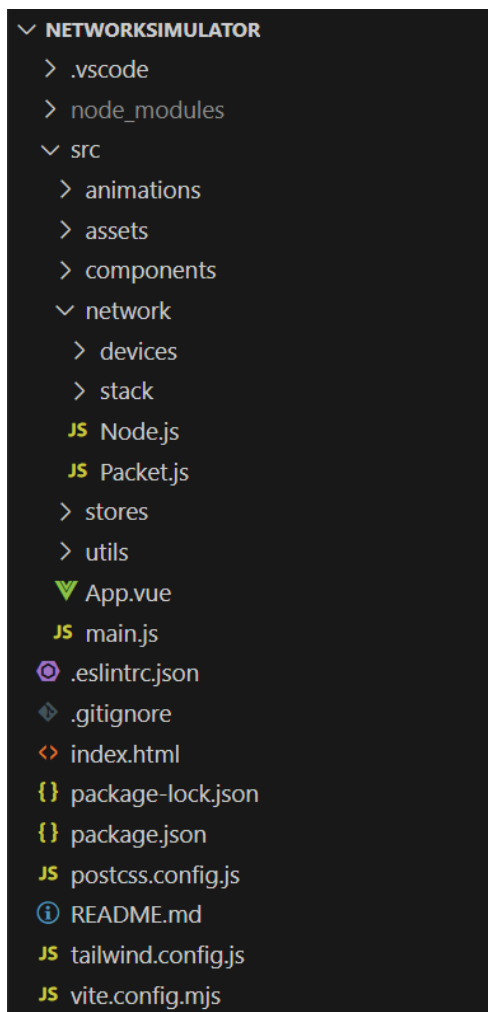 NETWORKSIMULATOR
.vscode
node_modules
src
animations
assets
components
network
devices
stack
JS Node.js
JS Packet.js
stores
utils
App.vue
JS main.js
.eslintrc.json
.gitignore
<> index.html
{} package-lock.json
{} package.json
JS postcss.config.js
README.md
JS tailwind.config.js
JS vite.config.mjs